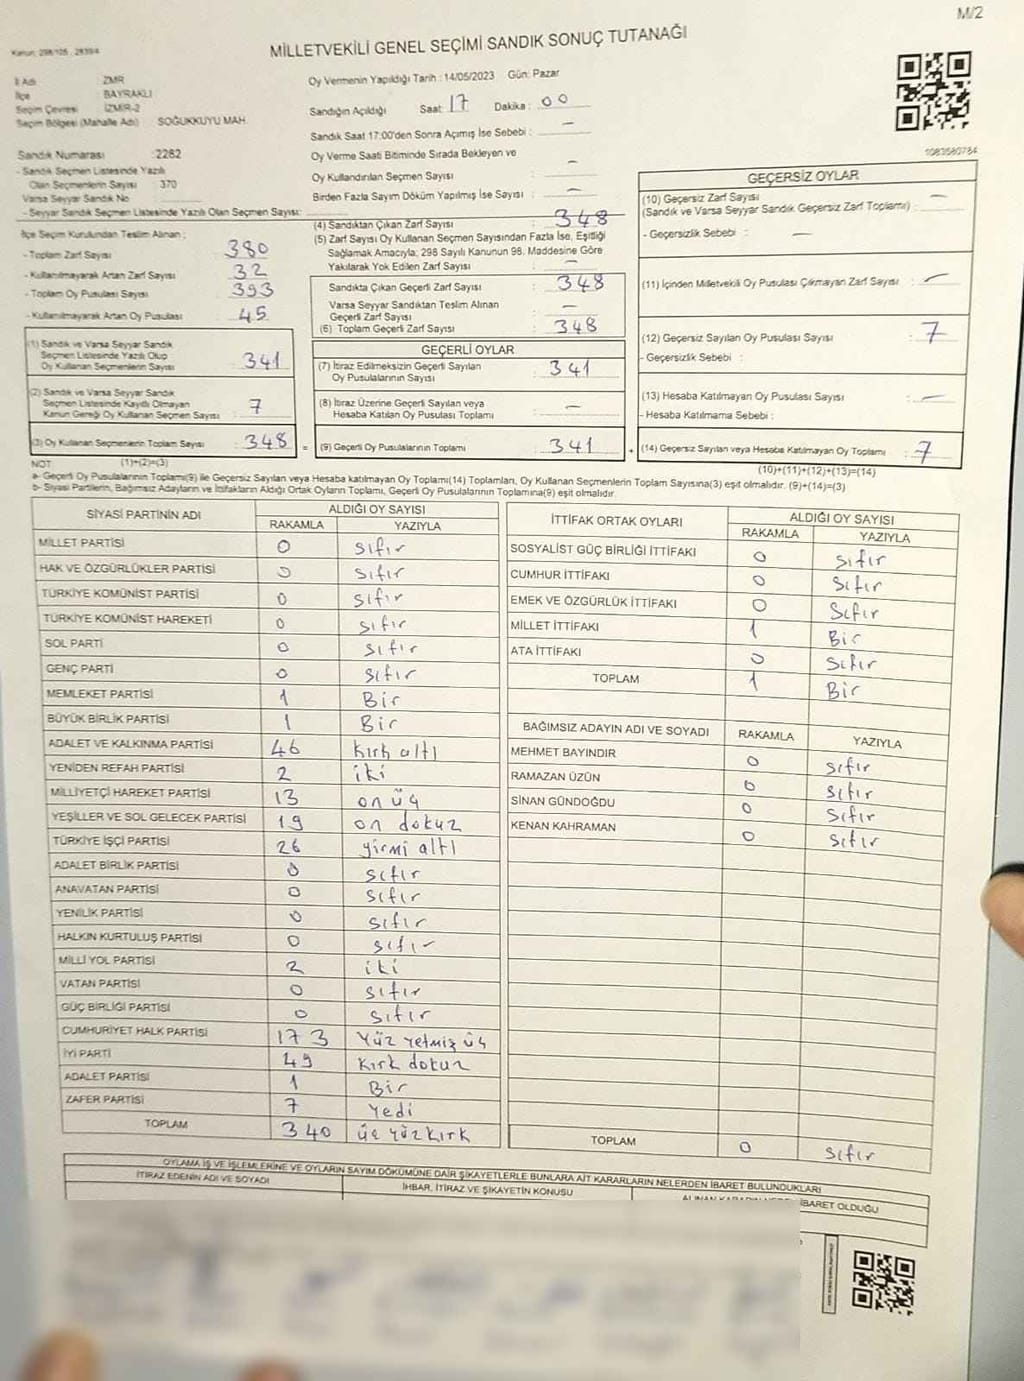 M/2
Kanun: 298/105 28394
MİLLETVEKİLİ GENEL SEÇİMİ SANDIK SONUÇ TUTANAĞI
İl Adı ZMR
İlçe BAYRAKLI
Seçim Çevresi İZMİR-2
Seçim Bölgesi (Mahalle Adı) SOĞUKKUYU MAH.
Oy Vermenin Yapıldığı Tarih : 14/05/2023 Gün: Pazar
Sandığın Açıldığı Saat: 17 Dakika : 00
Sandık Saat 17:00'den Sonra Açımış İse Sebebi : —
Oy Verme Saati Bitiminde Sırada Bekleyen ve
Oy Kullandırılan Seçmen Sayısı : —
Birden Fazla Sayım Döküm Yapılmış İse Sayısı : —
1083580784
Sandık Numarası :2282
- Sandık Seçmen Listesinde Yazılı
Olan Seçmenlerin Sayısı : 370
Varsa Seyyar Sandık No :
- Seyyar Sandık Seçmen Listesinde Yazılı Olan Seçmen Sayısı:
İlçe Seçim Kurulundan Teslim Alınan ;
- Toplam Zarf Sayısı : 380
- Kullanılmayarak Artan Zarf Sayısı : 32
- Toplam Oy Pusulası Sayısı : 393
- Kullanılmayarak Artan Oy Pusulası : 45
(1) Sandık ve Varsa Seyyar Sandık
Seçmen Listesinde Yazılı Olup
Oy Kullanan Seçmenlerin Sayısı : 341
(2) Sandık ve Varsa Seyyar Sandık
Seçmen Listesinde Kayıtlı Olmayan
Kanun Gereği Oy Kullanan Seçmen Sayısı : 7
(3) Oy Kullanan Seçmenlerin Toplam Sayısı : 348
(4) Sandıktan Çıkan Zarf Sayısı : 348
(5) Zarf Sayısı Oy Kullanan Seçmen Sayısından Fazla İse, Eşitliği
Sağlamak Amacıyla; 298 Sayılı Kanunun 98. Maddesine Göre
Yakılarak Yok Edilen Zarf Sayısı : —
Sandıkta Çıkan Geçerli Zarf Sayısı : 348
Varsa Seyyar Sandıktan Teslim Alınan
Geçerli Zarf Sayısı : —
(6) Toplam Geçerli Zarf Sayısı : 348
GEÇERLİ OYLAR
(7) İtiraz Edilmeksizin Geçerli Sayılan
Oy Pusulalarının Sayısı : 341
(8) İtiraz Üzerine Geçerli Sayılan veya
Hesaba Katılan Oy Pusulası Toplamı : —
= (9) Geçerli Oy Pusulalarının Toplamı : 341
GEÇERSİZ OYLAR
(10) Geçersiz Zarf Sayısı
(Sandık ve Varsa Seyyar Sandık Geçersiz Zarf Toplamı) : —
- Geçersizlik Sebebi : —
(11) İçinden Milletvekili Oy Pusulası Çıkmayan Zarf Sayısı : —
(12) Geçersiz Sayılan Oy Pusulası Sayısı : 7
- Geçersizlik Sebebi :
(13) Hesaba Katılmayan Oy Pusulası Sayısı : —
- Hesaba Katılmama Sebebi :
+ (14) Geçersiz Sayılan veya Hesaba Katılmayan Oy Toplamı : 7
NOT: (1)+(2)=(3)
(10)+(11)+(12)+(13)=(14)
a- Geçerli Oy Pusulalarının Toplamı(9) ile Geçersiz Sayılan veya Hesaba katılmayan Oy Toplamı(14) Toplamları, Oy Kullanan Seçmenlerin Toplam Sayısına(3) eşit olmalıdır. (9)+(14)=(3)
b- Siyasi Partilerin, Bağımsız Adayların ve İttifakların Aldığı Ortak Oyların Toplamı, Geçerli Oy Pusulalarının Toplamına(9) eşit olmalıdır.
SİYASİ PARTİNİN ADI ALDIĞI OY SAYISI
RAKAMLA YAZIYLA
MİLLET PARTİSİ 0 sıfır
HAK VE ÖZGÜRLÜKLER PARTİSİ 0 sıfır
TÜRKİYE KOMÜNİST PARTİSİ 0 sıfır
TÜRKİYE KOMÜNİST HAREKETİ 0 sıfır
SOL PARTİ 0 sıfır
GENÇ PARTİ 0 sıfır
MEMLEKET PARTİSİ 1 Bir
BÜYÜK BİRLİK PARTİSİ 1 Bir
ADALET VE KALKINMA PARTİSİ 46 kırk altı
YENİDEN REFAH PARTİSİ 2 iki
MİLLİYETÇİ HAREKET PARTİSİ 13 on üç
YEŞİLLER VE SOL GELECEK PARTİSİ 19 on dokuz
TÜRKİYE İŞÇİ PARTİSİ 26 yirmi altı
ADALET BİRLİK PARTİSİ 0 sıfır
ANAVATAN PARTİSİ 0 sıfır
YENİLİK PARTİSİ 0 sıfır
HALKIN KURTULUŞ PARTİSİ 0 sıfır
MİLLİ YOL PARTİSİ 2 iki
VATAN PARTİSİ 0 sıfır
GÜÇ BİRLİĞİ PARTİSİ 0 sıfır
CUMHURİYET HALK PARTİSİ 173 yüz yetmiş üç
İYİ PARTİ 49 kırk dokuz
ADALET PARTİSİ 1 Bir
ZAFER PARTİSİ 7 yedi
TOPLAM 340 üç yüz kırk
İTTİFAK ORTAK OYLARI ALDIĞI OY SAYISI
RAKAMLA YAZIYLA
SOSYALİST GÜÇ BİRLİĞİ İTTİFAKI 0 sıfır
CUMHUR İTTİFAKI 0 sıfır
EMEK VE ÖZGÜRLÜK İTTİFAKI 0 sıfır
MİLLET İTTİFAKI 1 Bir
ATA İTTİFAKI 0 sıfır
TOPLAM 1 Bir
BAĞIMSIZ ADAYIN ADI VE SOYADI RAKAMLA YAZIYLA
MEHMET BAYINDIR 0 sıfır
RAMAZAN ÜZÜN 0 sıfır
SİNAN GÜNDOĞDU 0 sıfır
KENAN KAHRAMAN 0 sıfır
TOPLAM 0 sıfır
OYLAMA İŞ VE İŞLEMLERİNE VE OYLARIN SAYIM DÖKÜMÜNE DAİR ŞİKAYETLERLE BUNLARA AİT KARARLARIN NELERDEN İBARET BULUNDUKLARI
İTİRAZ EDENİN ADI VE SOYADI İHBAR, İTİRAZ VE ŞİKAYETİN KONUSU ALINAN KARARIN NEDEN İBARET OLDUĞU